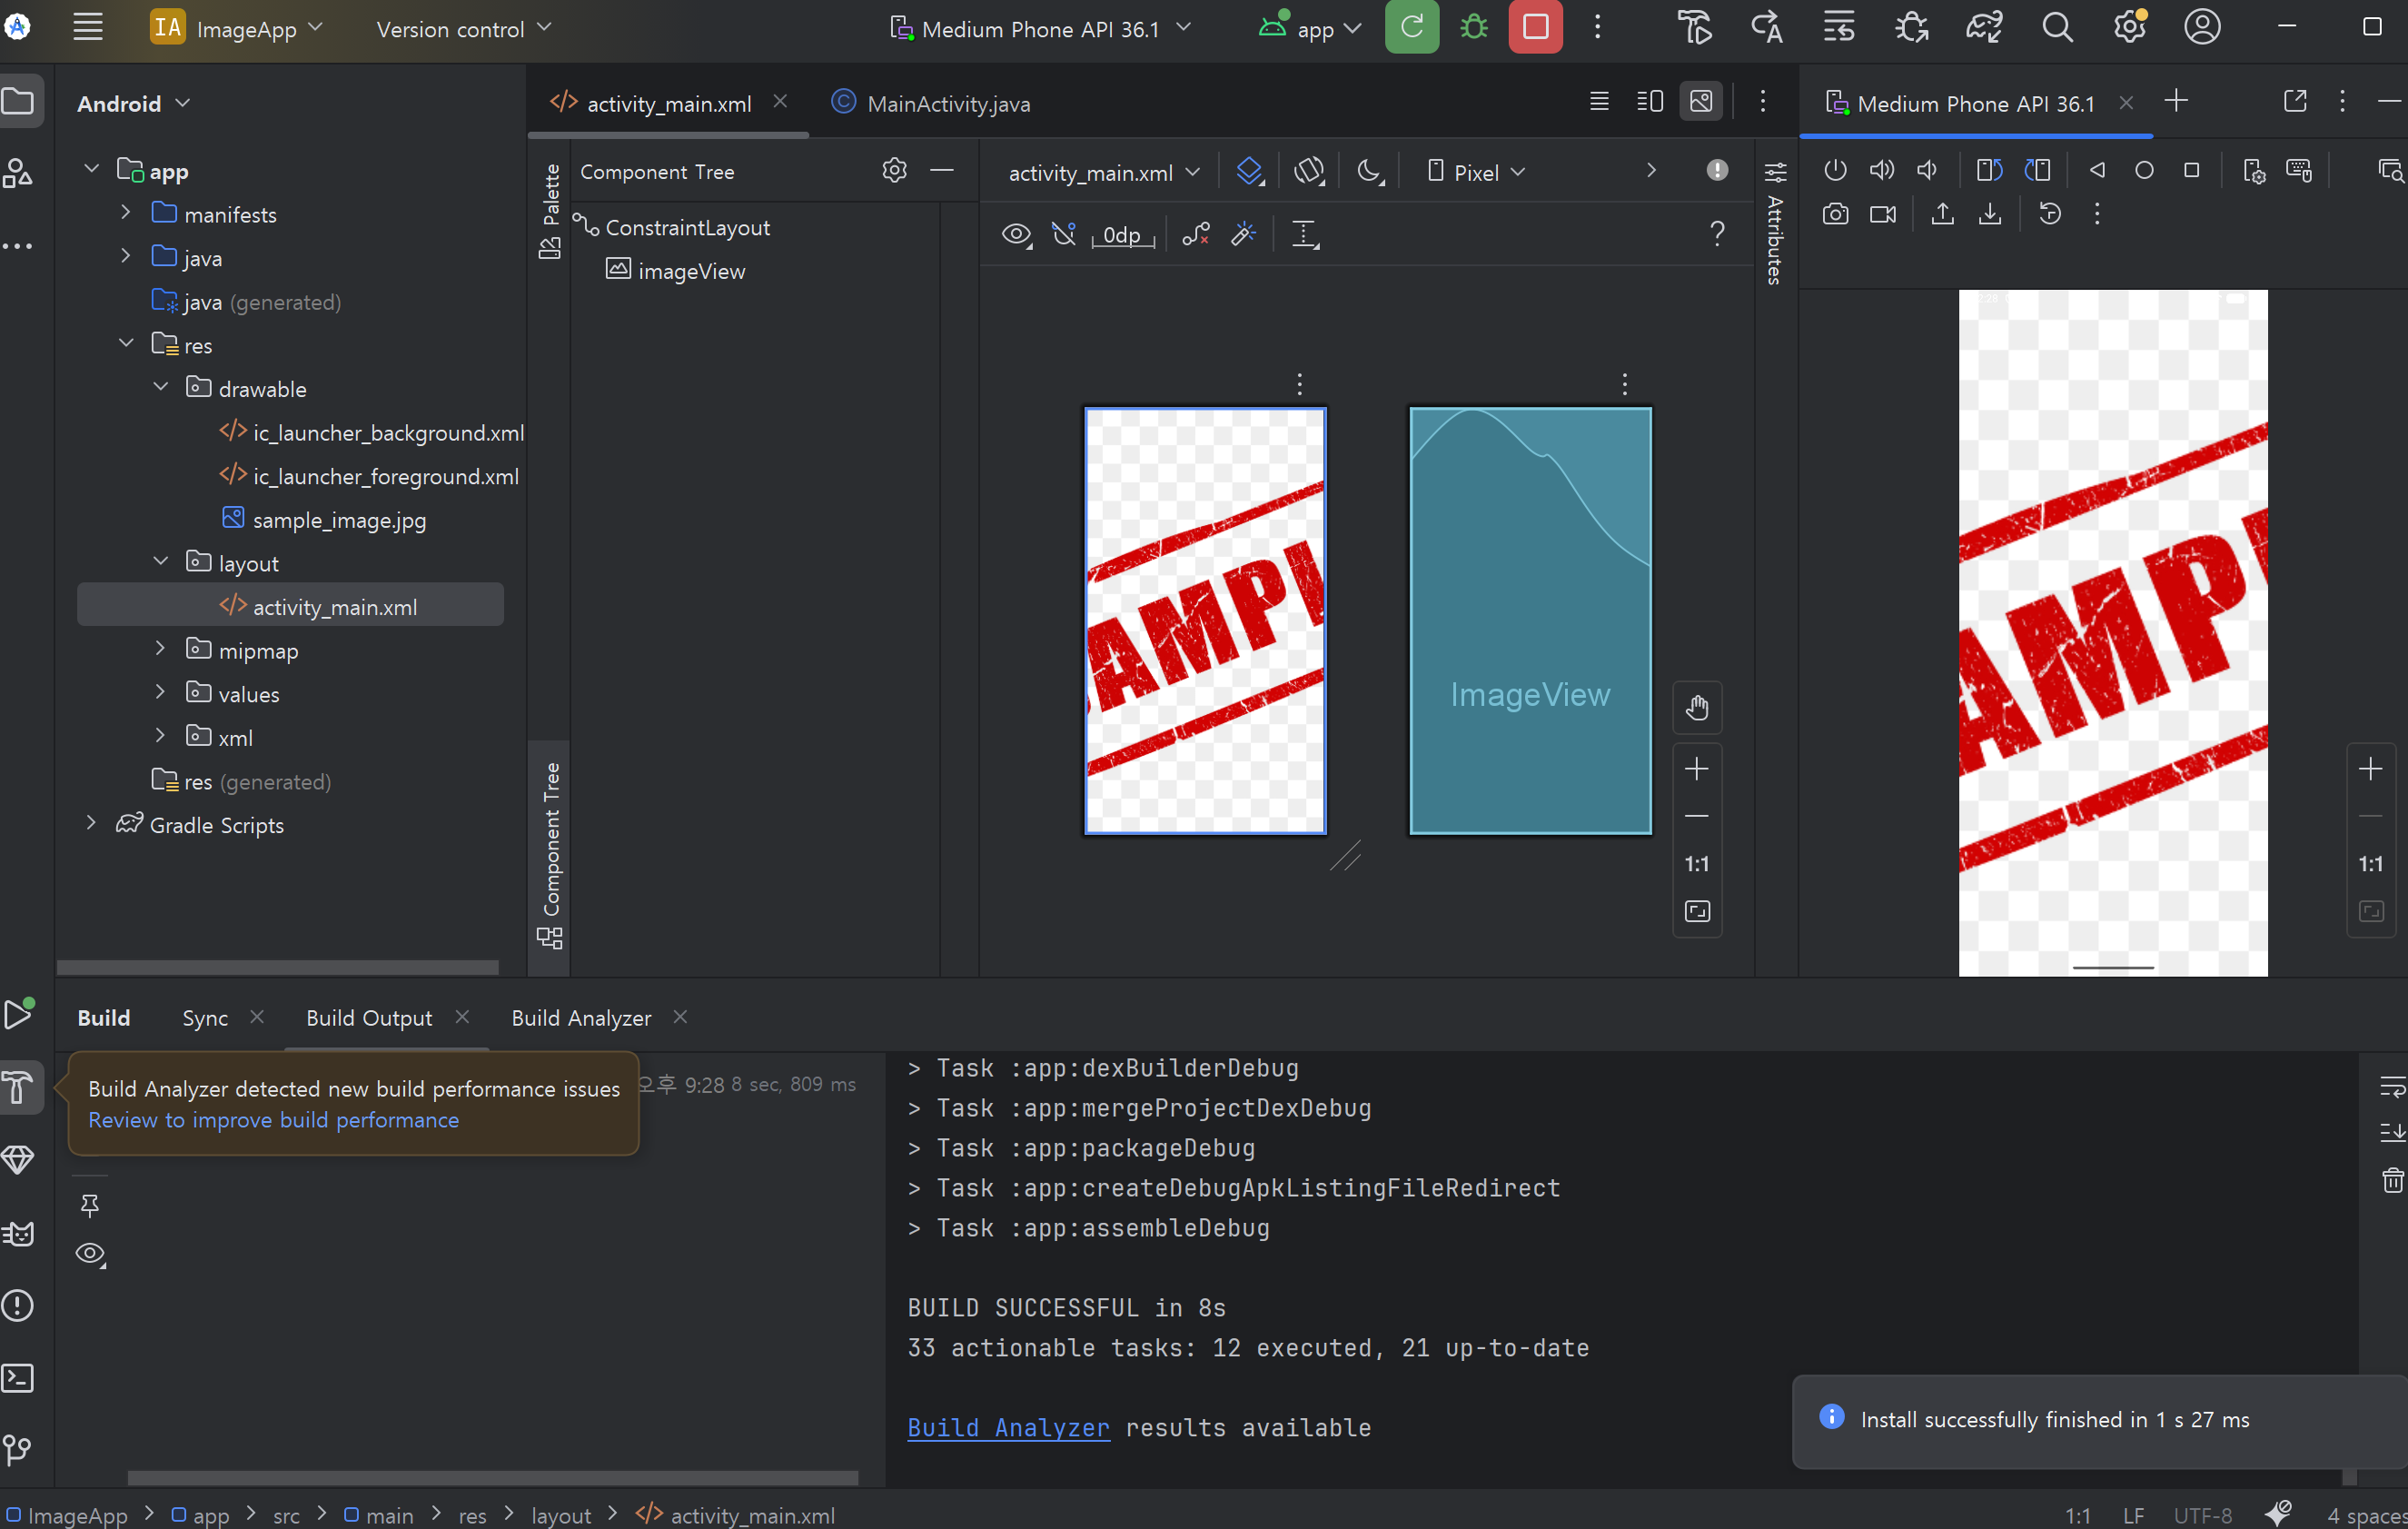 IA ImageApp Version control Medium Phone API 36.1 app
Android
app
manifests
java
java (generated)
res
drawable
ic_launcher_background.xml
ic_launcher_foreground.xml
sample_image.jpg
layout
activity_main.xml
mipmap
values
xml
res (generated)
Gradle Scripts
activity_main.xml MainActivity.java
Palette
Component Tree
Component Tree
ConstraintLayout
imageView
activity_main.xml Pixel
0dp
?
AMPL
ImageView
1:1
Attributes
Medium Phone API 36.1
AMPL
1:1
Build Sync Build Output Build Analyzer
Build Analyzer detected new build performance issues
Review to improve build performance
오후 9:28 8 sec, 809 ms
> Task :app:dexBuilderDebug
> Task :app:mergeProjectDexDebug
> Task :app:packageDebug
> Task :app:createDebugApkListingFileRedirect
> Task :app:assembleDebug
BUILD SUCCESSFUL in 8s
33 actionable tasks: 12 executed, 21 up-to-date
Build Analyzer results available
Install successfully finished in 1 s 27 ms
ImageApp > app > src > main > res > layout > activity_main.xml
1:1 LF UTF-8 4 spaces